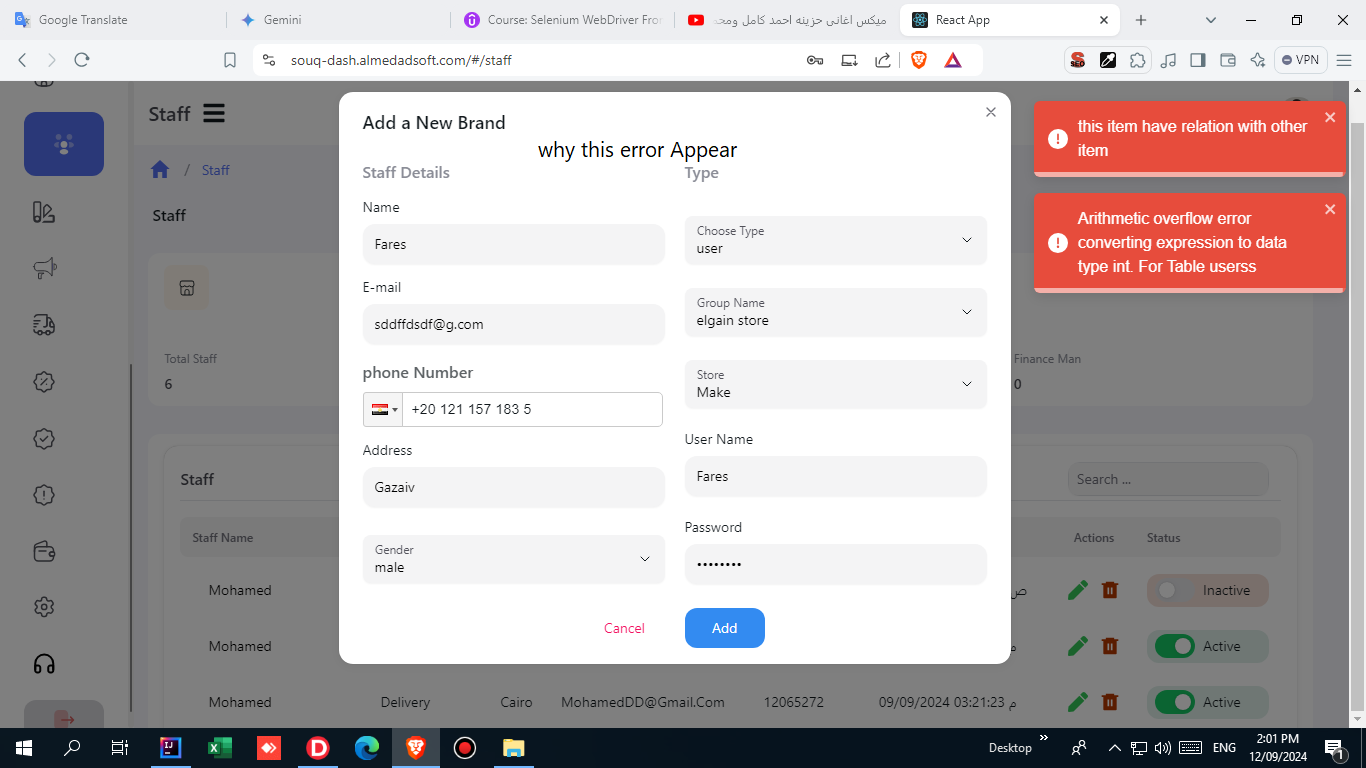 Google Translate
Gemini
Course: Selenium WebDriver Fron
ميكس اغاني حزينه احمد كامل ومحمد
React App
souq-dash.almedadsoft.com/#/staff
SEO
VPN
Staff
Staff
Staff
Total Staff
6
Finance Man
0
Staff
Search ...
Staff Name
Actions
Status
Mohamed
ص
Inactive
Mohamed
م
Active
Mohamed
Delivery
Cairo
MohamedDD@Gmail.Com
12065272
09/09/2024 03:21:23 م
Active
Add a New Brand
why this error Appear
Staff Details
Type
Name
Fares
Choose Type
user
E-mail
sddffdsdf@g.com
Group Name
elgain store
phone Number
+20 121 157 183 5
Store
Make
Address
Gazaiv
User Name
Fares
Gender
male
Password
••••••••
Cancel
Add
this item have relation with other
item
Arithmetic overflow error
converting expression to data
type int. For Table userss
Desktop
ENG
2:01 PM
12/09/2024
1